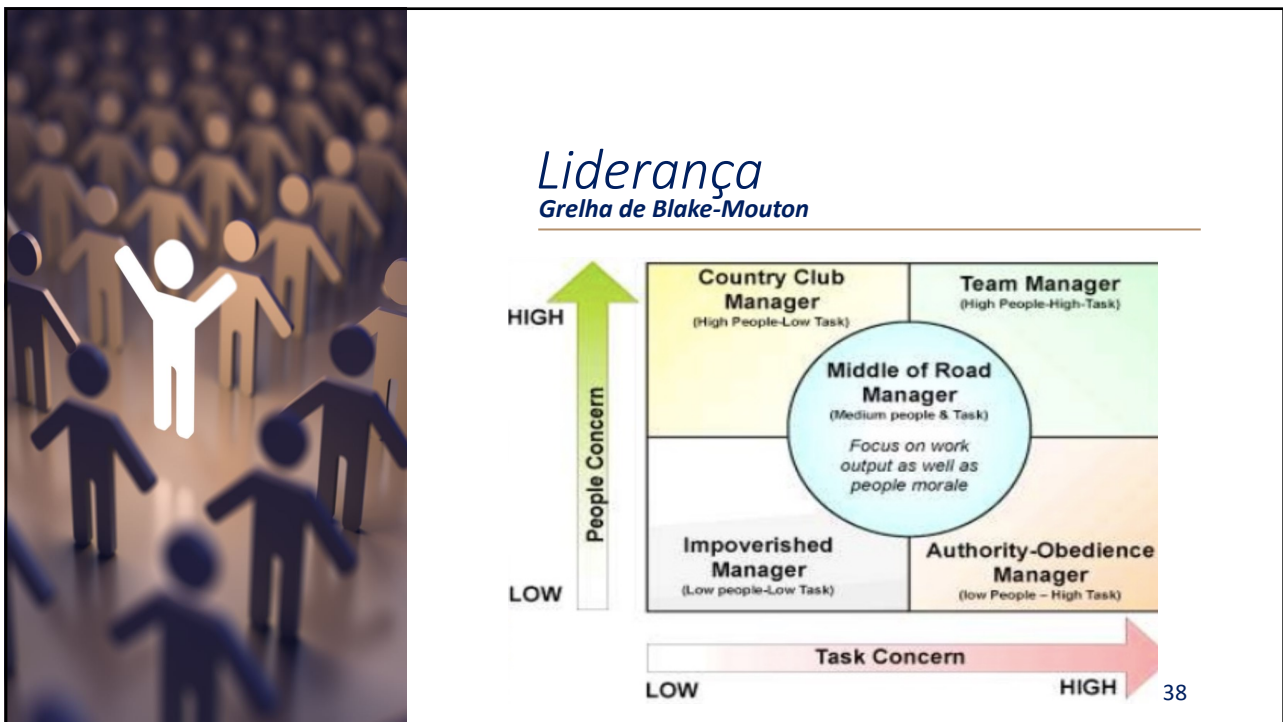 Liderança
Grelha de Blake-Mouton
HIGH
People Concern
LOW
Country Club
Manager
(High People-Low Task)
Team Manager
(High People-High-Task)
Middle of Road
Manager
(Medium people & Task)
Focus on work
output as well as
people morale
Impoverished
Manager
(Low people-Low Task)
Authority-Obedience
Manager
(low People – High Task)
Task Concern
LOW
HIGH
38